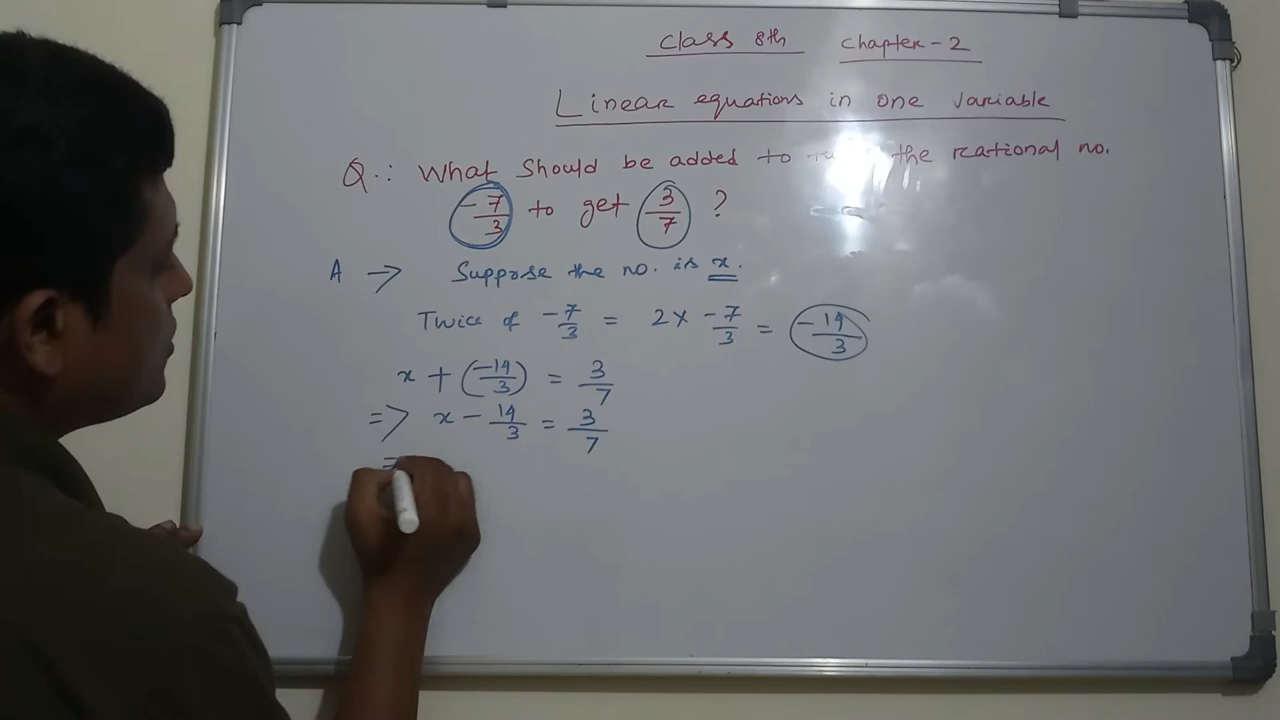 Class 8th Chapter-2
Linear equations in one variable
Q.: What should be added to the rational no.
-7/3 to get 3/7 ?
A → Suppose the no. is x.
Twice of -7/3 = 2 × -7/3 = -14/3
x + (-14/3) = 3/7
=> x - 14/3 = 3/7
=